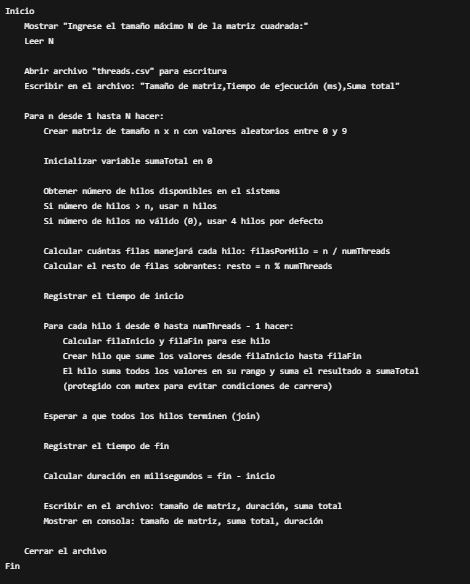 Inicio
Mostrar "Ingrese el tamaño máximo N de la matriz cuadrada:"
Leer N
Abrir archivo "threads.csv" para escritura
Escribir en el archivo: "Tamaño de matriz,Tiempo de ejecución (ms),Suma total"
Para n desde 1 hasta N hacer:
Crear matriz de tamaño n x n con valores aleatorios entre 0 y 9
Inicializar variable sumaTotal en 0
Obtener número de hilos disponibles en el sistema
Si número de hilos > n, usar n hilos
Si número de hilos no válido (0), usar 4 hilos por defecto
Calcular cuántas filas manejará cada hilo: filasPorHilo = n / numThreads
Calcular el resto de filas sobrantes: resto = n % numThreads
Registrar el tiempo de inicio
Para cada hilo i desde 0 hasta numThreads - 1 hacer:
Calcular filaInicio y filaFin para ese hilo
Crear hilo que sume los valores desde filaInicio hasta filaFin
El hilo suma todos los valores en su rango y suma el resultado a sumaTotal
(protegido con mutex para evitar condiciones de carrera)
Esperar a que todos los hilos terminen (join)
Registrar el tiempo de fin
Calcular duración en milisegundos = fin - inicio
Escribir en el archivo: tamaño de matriz, duración, suma total
Mostrar en consola: tamaño de matriz, suma total, duración
Cerrar el archivo
Fin